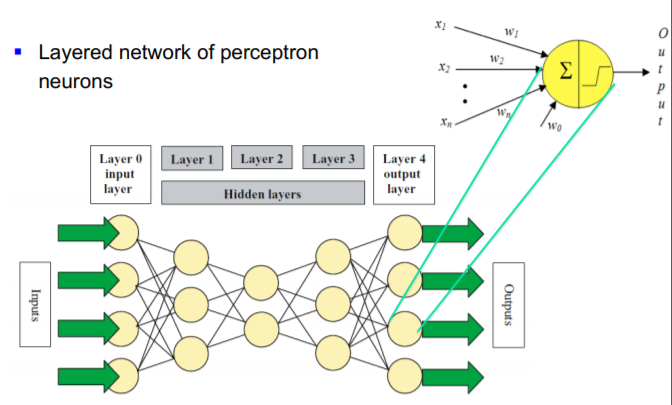 Layered network of perceptron
neurons
x1
w1
x2
w2
xn
wn
w0
Σ
Output
Layer 0
input
layer
Layer 1
Layer 2
Layer 3
Hidden layers
Layer 4
output
layer
Inputs
Outputs